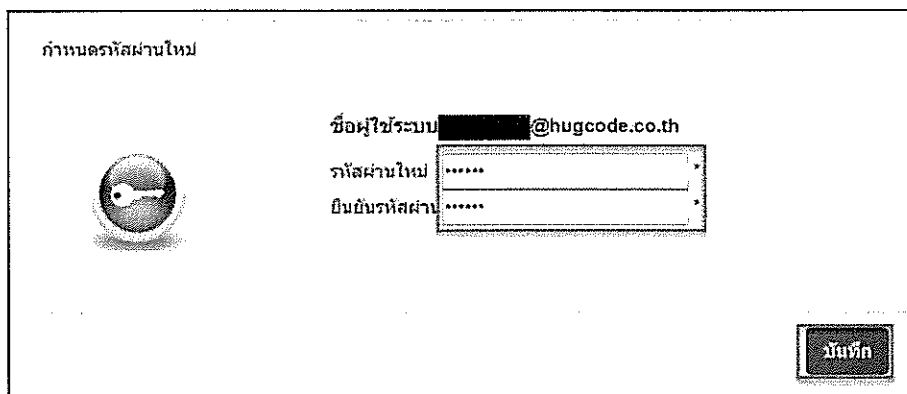 กำหนดรหัสผ่านใหม่
ชื่อผู้ใช้ระบบ @hugcode.co.th
รหัสผ่านใหม่ •••••• *
ยืนยันรหัสผ่าน •••••• *
บันทึก